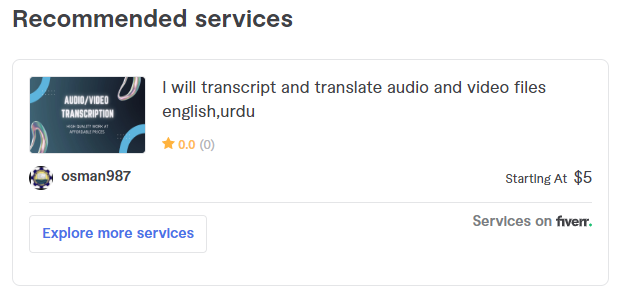 Recommended services
AUDIO/VIDEO
TRANSCRIPTION
HIGH QUALITY WORK AT
AFFORDABLE PRICES
I will transcript and translate audio and video files
english,urdu
0.0 (0)
osman987
Starting At $5
Services on fiverr.
Explore more services